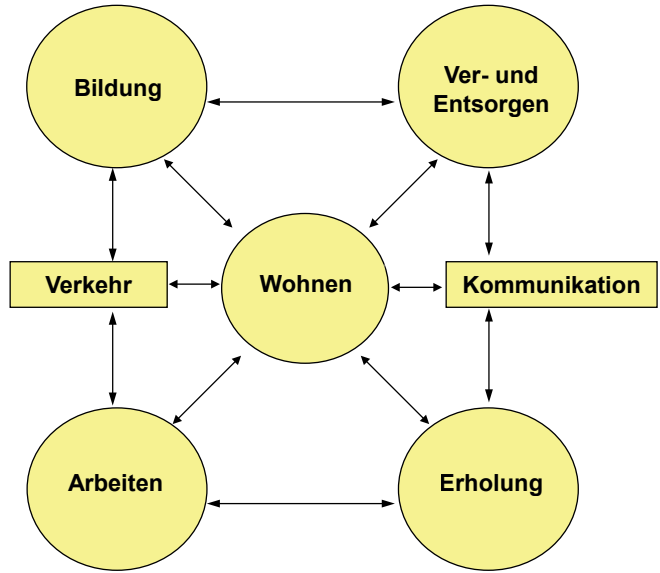 Bildung
Ver- und
Entsorgen
Verkehr
Wohnen
Kommunikation
Arbeiten
Erholung